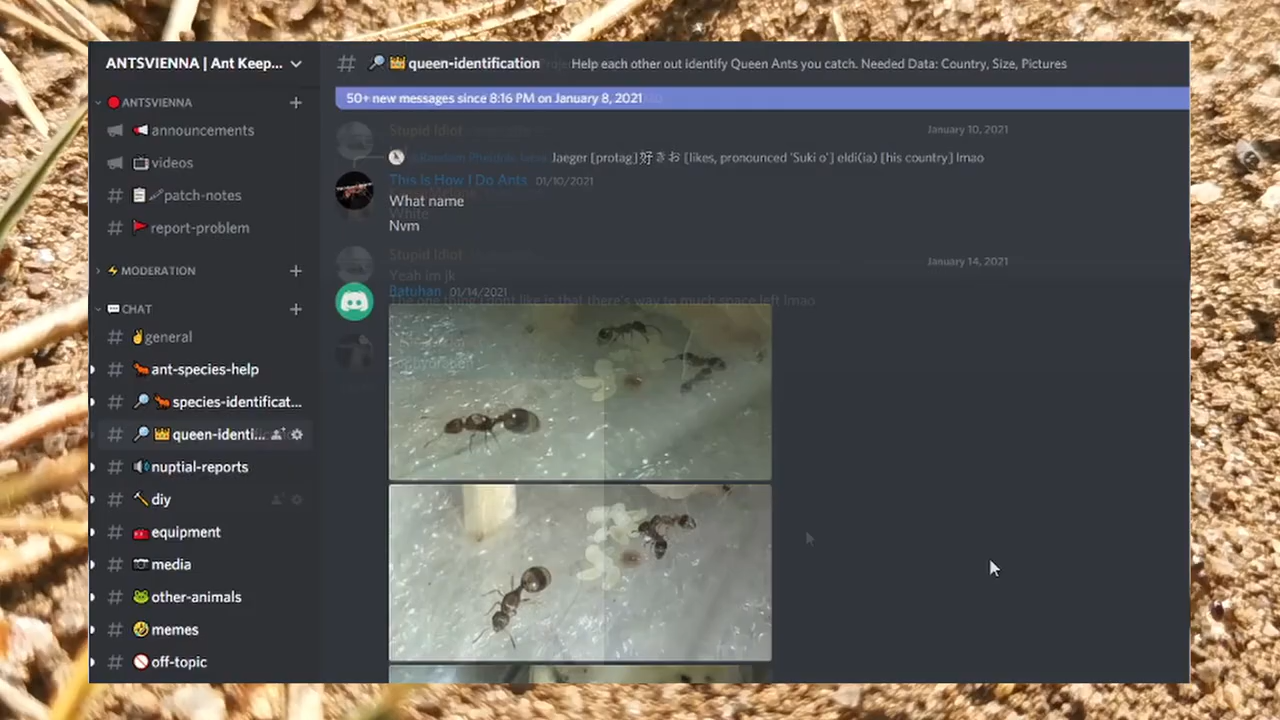 ANTSVIENNA | Ant Keep...
ANTSVIENNA
announcements
videos
patch-notes
report-problem
MODERATION
CHAT
general
ant-species-help
species-identificat...
queen-identi...
nuptial-reports
diy
equipment
media
other-animals
memes
off-topic
queen-identification
Help each other out identify Queen Ants you catch. Needed Data: Country, Size, Pictures
50+ new messages since 8:16 PM on January 8, 2021
Stupid Idiot
January 10, 2021
Jaeger [protag]好きお [likes, pronounced 'Suki o'] eldi(ia) [his country] lmao
This Is How I Do Ants 01/10/2021
What name
White
Nvm
Stupid Idiot
January 14, 2021
Yeah im jk
Batuhan 01/14/2021
The one thing I dont like is that there's way to much space left lmao